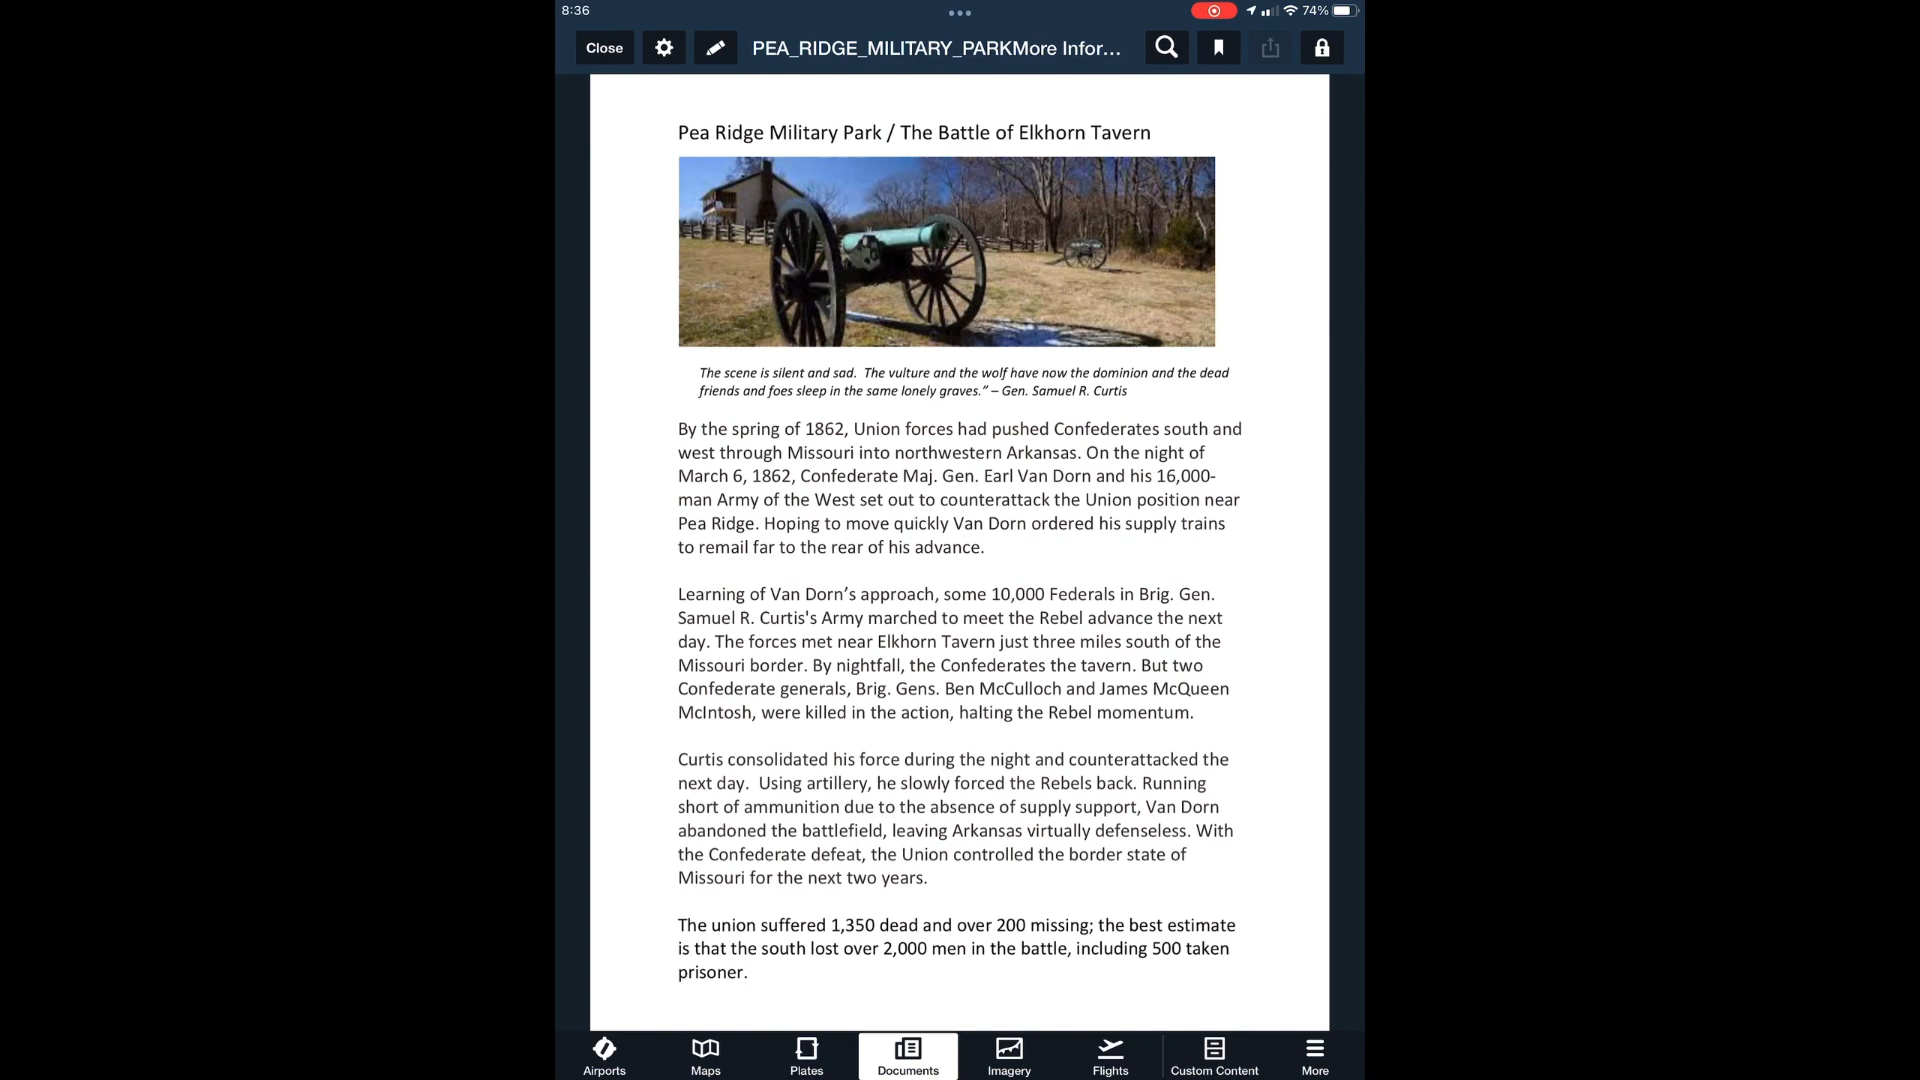 8:36
74%
Close
PEA_RIDGE_MILITARY_PARKMore Infor...
Pea Ridge Military Park / The Battle of Elkhorn Tavern
The scene is silent and sad.  The vulture and the wolf have now the dominion and the dead
friends and foes sleep in the same lonely graves.” – Gen. Samuel R. Curtis
By the spring of 1862, Union forces had pushed Confederates south and
west through Missouri into northwestern Arkansas. On the night of
March 6, 1862, Confederate Maj. Gen. Earl Van Dorn and his 16,000-
man Army of the West set out to counterattack the Union position near
Pea Ridge. Hoping to move quickly Van Dorn ordered his supply trains
to remail far to the rear of his advance.
Learning of Van Dorn’s approach, some 10,000 Federals in Brig. Gen.
Samuel R. Curtis's Army marched to meet the Rebel advance the next
day. The forces met near Elkhorn Tavern just three miles south of the
Missouri border. By nightfall, the Confederates the tavern. But two
Confederate generals, Brig. Gens. Ben McCulloch and James McQueen
McIntosh, were killed in the action, halting the Rebel momentum.
Curtis consolidated his force during the night and counterattacked the
next day.  Using artillery, he slowly forced the Rebels back. Running
short of ammunition due to the absence of supply support, Van Dorn
abandoned the battlefield, leaving Arkansas virtually defenseless. With
the Confederate defeat, the Union controlled the border state of
Missouri for the next two years.
The union suffered 1,350 dead and over 200 missing; the best estimate
is that the south lost over 2,000 men in the battle, including 500 taken
prisoner.
Airports Maps Plates Documents Imagery Flights Custom Content More